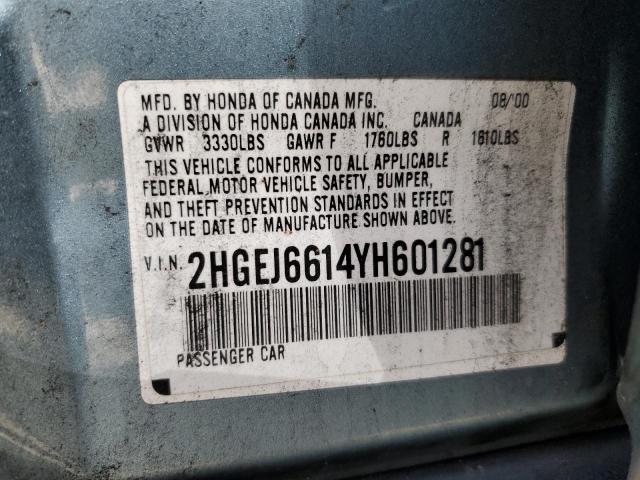 MFD. BY HONDA OF CANADA MFG. 08/00
A DIVISION OF HONDA CANADA INC. CANADA
GVWR 3330LBS GAWR F 1760LBS R 1610LBS
THIS VEHICLE CONFORMS TO ALL APPLICABLE
FEDERAL MOTOR VEHICLE SAFETY, BUMPER,
AND THEFT PREVENTION STANDARDS IN EFFECT
ON THE DATE OF MANUFACTURE SHOWN ABOVE.
V.I.N. 2HGEJ6614YH601281
PASSENGER CAR